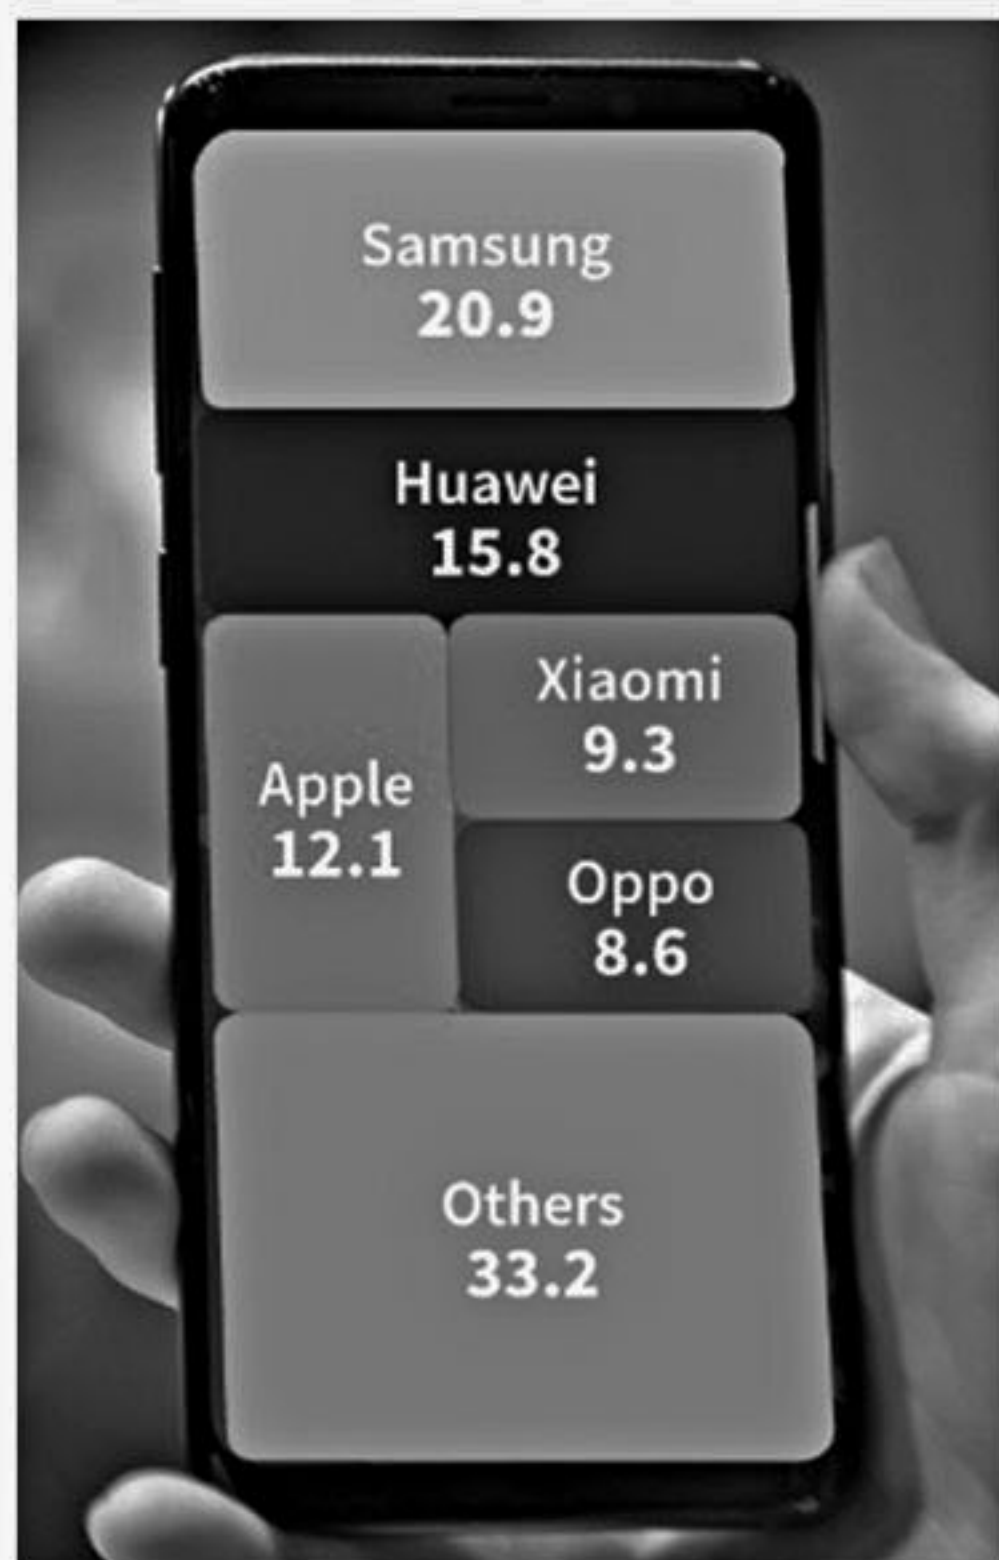 Samsung
20.9
Huawei
15.8
Apple
12.1
Xiaomi
9.3
Oppo
8.6
Others
33.2